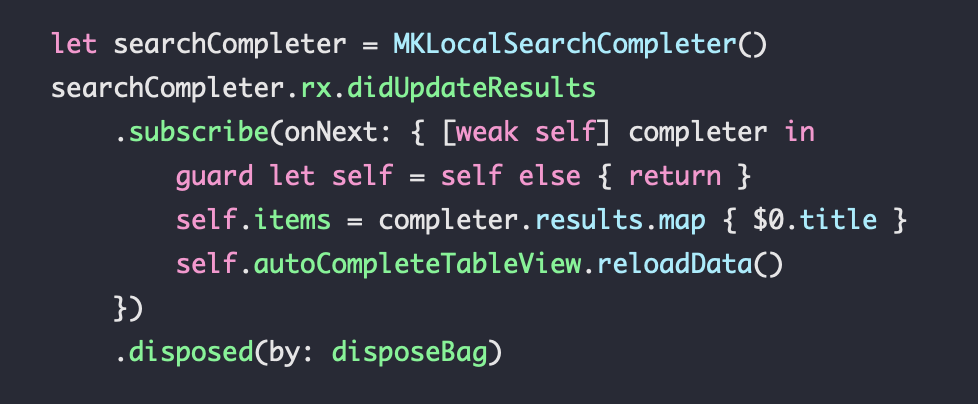 let searchCompleter = MKLocalSearchCompleter()
searchCompleter.rx.didUpdateResults
    .subscribe(onNext: { [weak self] completer in
        guard let self = self else { return }
        self.items = completer.results.map { $0.title }
        self.autoCompleteTableView.reloadData()
    })
    .disposed(by: disposeBag)